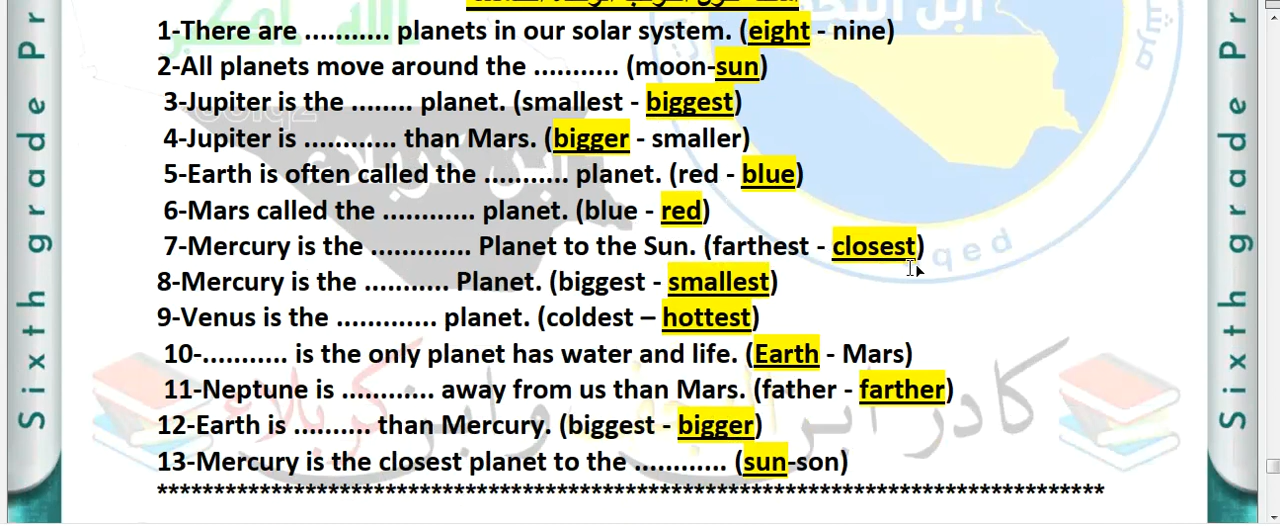 1-There are ........... planets in our solar system. (eight - nine)
2-All planets move around the ........... (moon-sun)
3-Jupiter is the ........ planet. (smallest - biggest)
4-Jupiter is ............ than Mars. (bigger - smaller)
5-Earth is often called the ........... planet. (red - blue)
6-Mars called the ............ planet. (blue - red)
7-Mercury is the ............. Planet to the Sun. (farthest - closest)
8-Mercury is the ........... Planet. (biggest - smallest)
9-Venus is the ............. planet. (coldest – hottest)
10-........... is the only planet has water and life. (Earth - Mars)
11-Neptune is ............ away from us than Mars. (father - farther)
12-Earth is .......... than Mercury. (biggest - bigger)
13-Mercury is the closest planet to the ............ (sun-son)
Sixth grade Pr
Sixth grade Pr